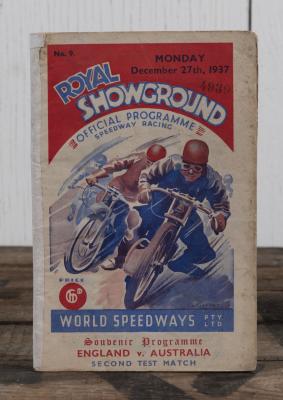 No. 9.
MONDAY
December 27th, 1937
4939
ROYAL
SHOWGROUND
OFFICIAL PROGRAMME
SPEEDWAY RACING
PRICE
6D
WORLD SPEEDWAYS PTY LTD
Souvenir Programme
ENGLAND v. AUSTRALIA
SECOND TEST MATCH